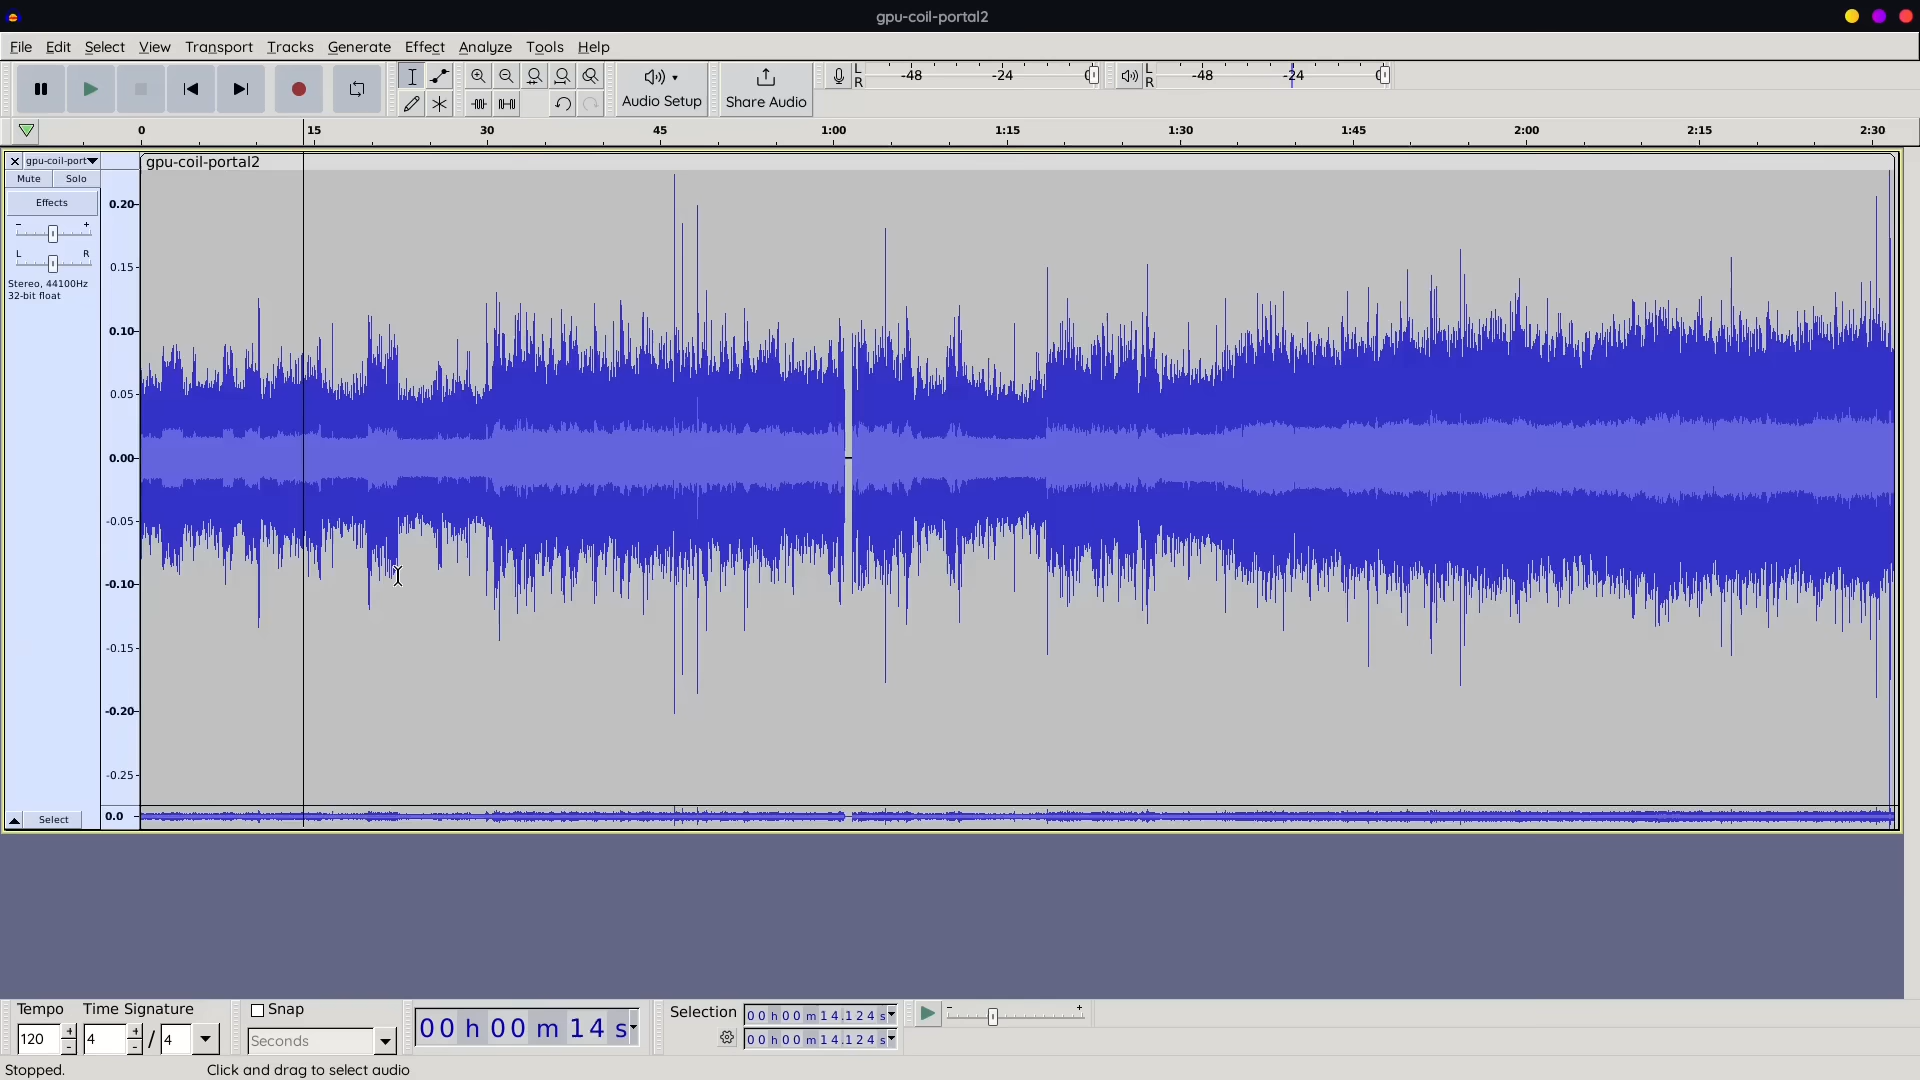 gpu-coil-portal2
File Edit Select View Transport Tracks Generate Effect Analyze Tools Help
Audio Setup
Share Audio
L R -48 -24 0
L R -48 -24 0
0 15 30 45 1:00 1:15 1:30 1:45 2:00 2:15 2:30
gpu-coil-port
Mute Solo
Effects
- +
L R
Stereo, 44100Hz
32-bit float
Select
gpu-coil-portal2
0.20
0.15
0.10
0.05
0.00
-0.05
-0.10
-0.15
-0.20
-0.25
0.0
Tempo Time Signature
120 4 / 4
Snap
Seconds
00 h 00 m 14 s
Selection
00 h 00 m 14.124 s
00 h 00 m 14.124 s
- +
Stopped. Click and drag to select audio